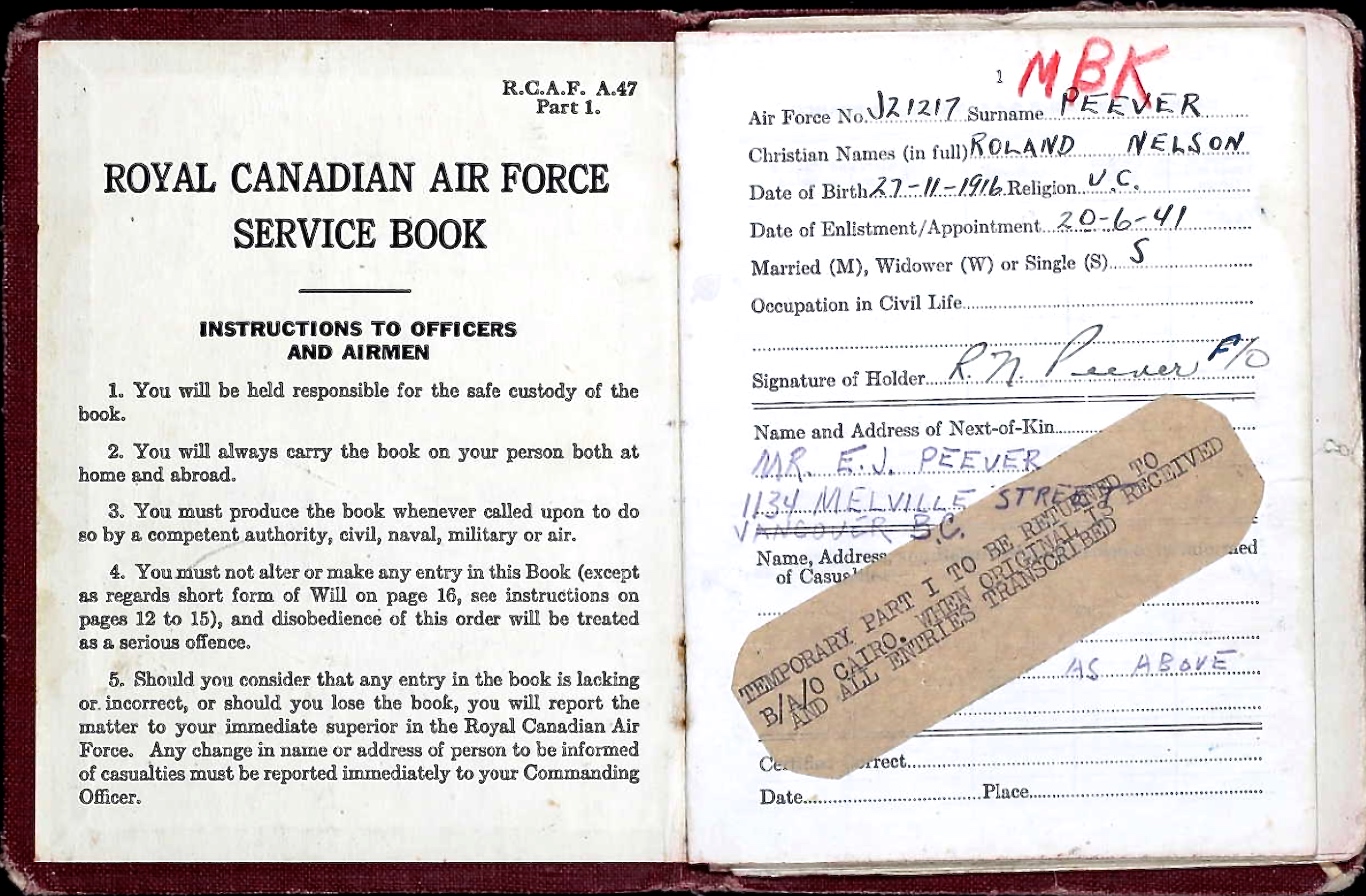 R.C.A.F. A.47
Part 1.
ROYAL CANADIAN AIR FORCE
SERVICE BOOK
INSTRUCTIONS TO OFFICERS
AND AIRMEN
1. You will be held responsible for the safe custody of the
book.
2. You will always carry the book on your person both at
home and abroad.
3. You must produce the book whenever called upon to do
so by a competent authority, civil, naval, military or air.
4. You must not alter or make any entry in this Book (except
as regards short form of Will on page 16, see instructions on
pages 12 to 15), and disobedience of this order will be treated
as a serious offence.
5. Should you consider that any entry in the book is lacking
or incorrect, or should you lose the book, you will report the
matter to your immediate superior in the Royal Canadian Air
Force. Any change in name or address of person to be informed
of casualties must be reported immediately to your Commanding
Officer.
1 MBK
Air Force No. J21217 Surname PEEVER
Christian Names (in full) ROLAND NELSON
Date of Birth 27-11-1916 Religion U.C.
Date of Enlistment/Appointment 20-6-41
Married (M), Widower (W) or Single (S) S
Occupation in Civil Life
Signature of Holder R. N. Peever F/O
Name and Address of Next-of-Kin
MR. E.J. PEEVER
1134 MELVILLE STREET
VANCOUVER B.C.
Name, Address
of
TEMPORARY PART I TO BE RETURNED TO
B/A/O CAIRO. WHEN ORIGINAL IS RECEIVED
AND ALL ENTRIES TRANSCRIBED
AS ABOVE
Date Place